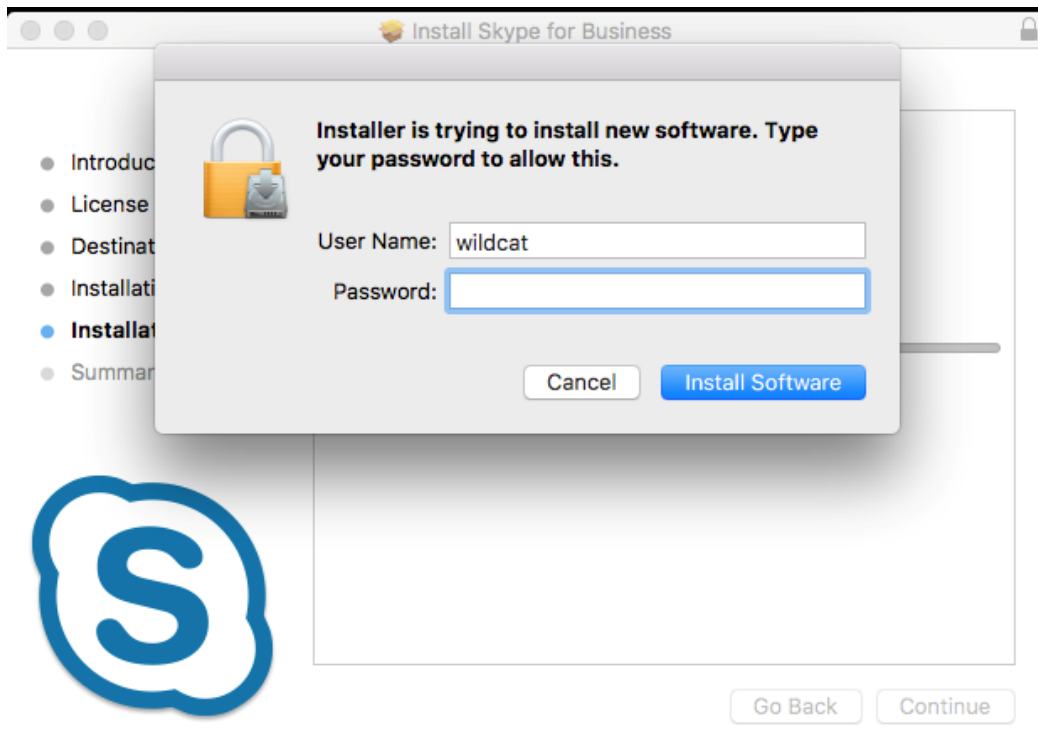 Install Skype for Business
Installer is trying to install new software. Type
your password to allow this.
User Name: wildcat
Password:
Cancel Install Software
Introduc
License
Destinat
Installati
Installat
Summar
S
Go Back Continue